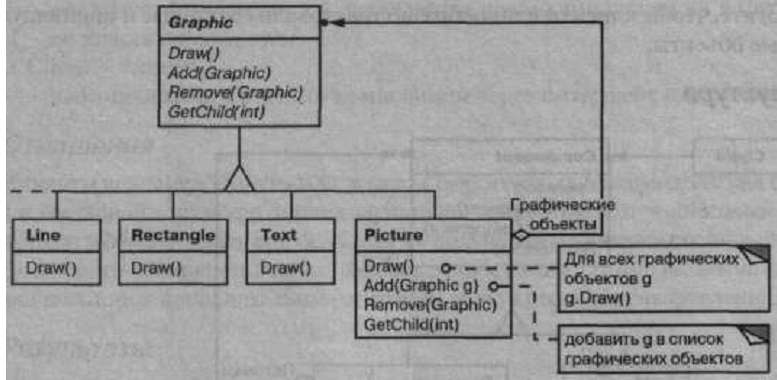 Graphic
Draw()
Add(Graphic)
Remove(Graphic)
GetChild(int)
Графические
объекты
Line
Draw()
Rectangle
Draw()
Text
Draw()
Picture
Draw()
Add(Graphic g)
Remove(Graphic)
GetChild(int)
Для всех графических
объектов g
g.Draw()
добавить g в список
графических объектов